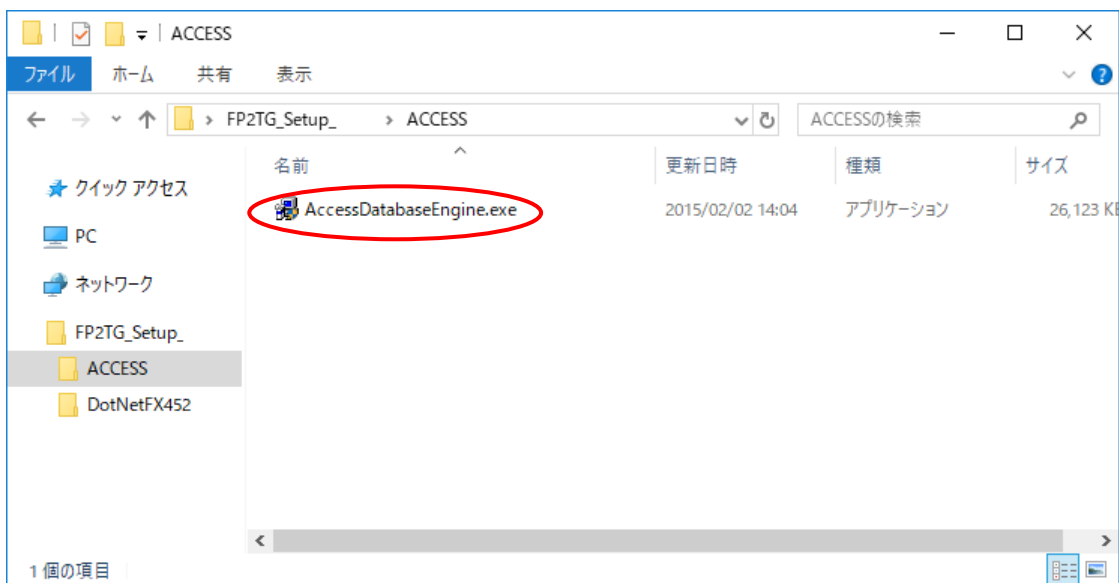 ACCESS
ファイル ホーム 共有 表示
FP2TG_Setup_ > ACCESS ACCESSの検索
名前 更新日時 種類 サイズ
クイック アクセス
AccessDatabaseEngine.exe 2015/02/02 14:04 アプリケーション 26,123 KB
PC
ネットワーク
FP2TG_Setup_
ACCESS
DotNetFX452
1 個の項目